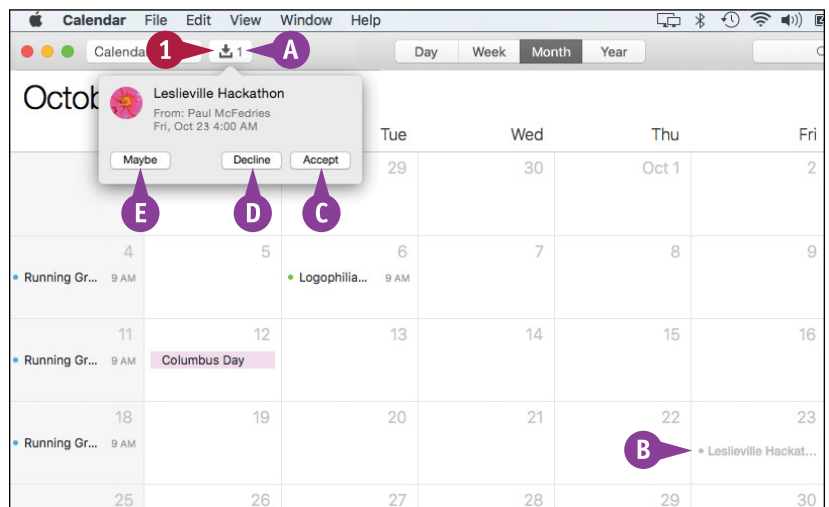 Calendar File Edit View Window Help
Calenda 1 1 A Day Week Month Year
Octob
Leslieville Hackathon
From: Paul McFedries
Fri, Oct 23 4:00 AM
Maybe Decline Accept
E D C
Tue Wed Thu Fri
29 30 Oct 1 2
4 5 6 7 8 9
Running Gr... 9 AM Logophilia... 9 AM
11 12 13 14 15 16
Running Gr... 9 AM Columbus Day
18 19 20 21 22 23
Running Gr... 9 AM B Leslieville Hackat...
25 26 27 28 29 30